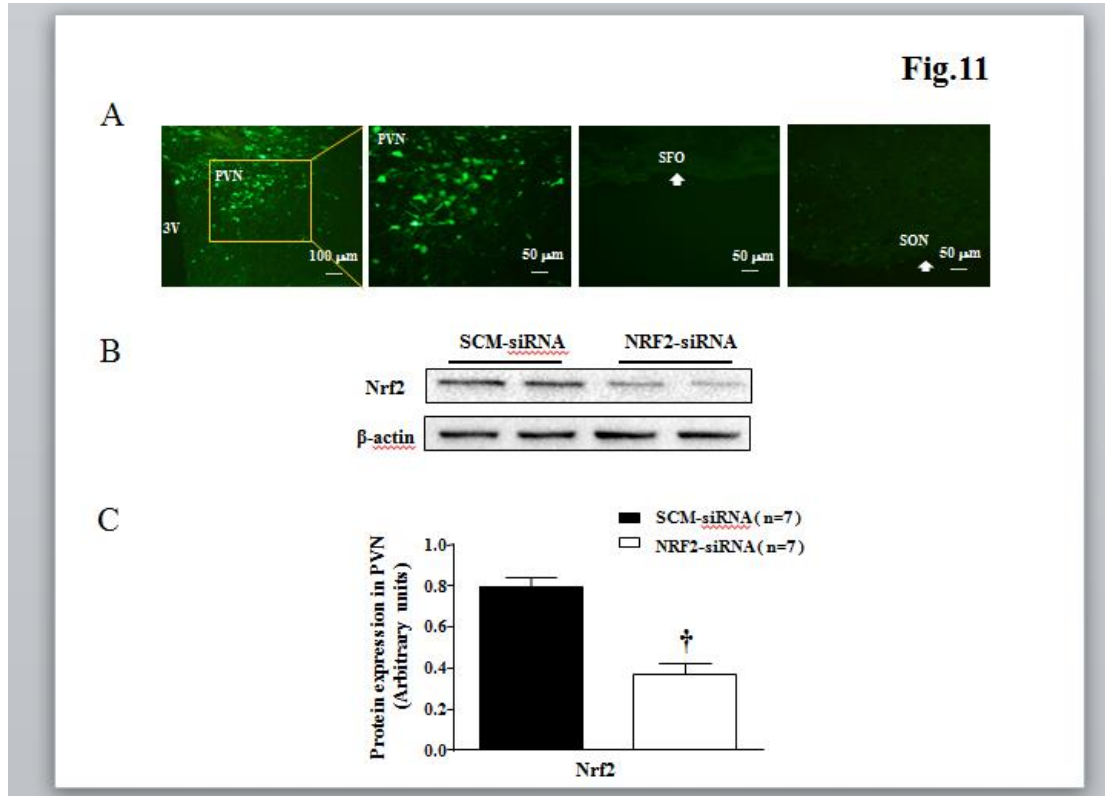 Fig.11
A
PVN
3V
100 μm
PVN
50 μm
SFO
50 μm
SON
50 μm
B
SCM-siRNA NRF2-siRNA
Nrf2
β-actin
C
SCM-siRNA ( n=7 )
NRF2-siRNA ( n=7 )
Protein expression in PVN
(Arbitrary units)
1.0
0.8
0.6
0.4
0.2
0.0
†
Nrf2